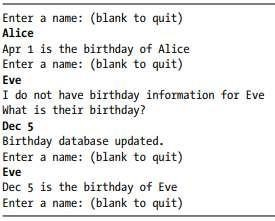 Enter a name: (blank to quit)
Alice
Apr 1 is the birthday of Alice
Enter a name: (blank to quit)
Eve
I do not have birthday information for Eve
What is their birthday?
Dec 5
Birthday database updated.
Enter a name: (blank to quit)
Eve
Dec 5 is the birthday of Eve
Enter a name: (blank to quit)